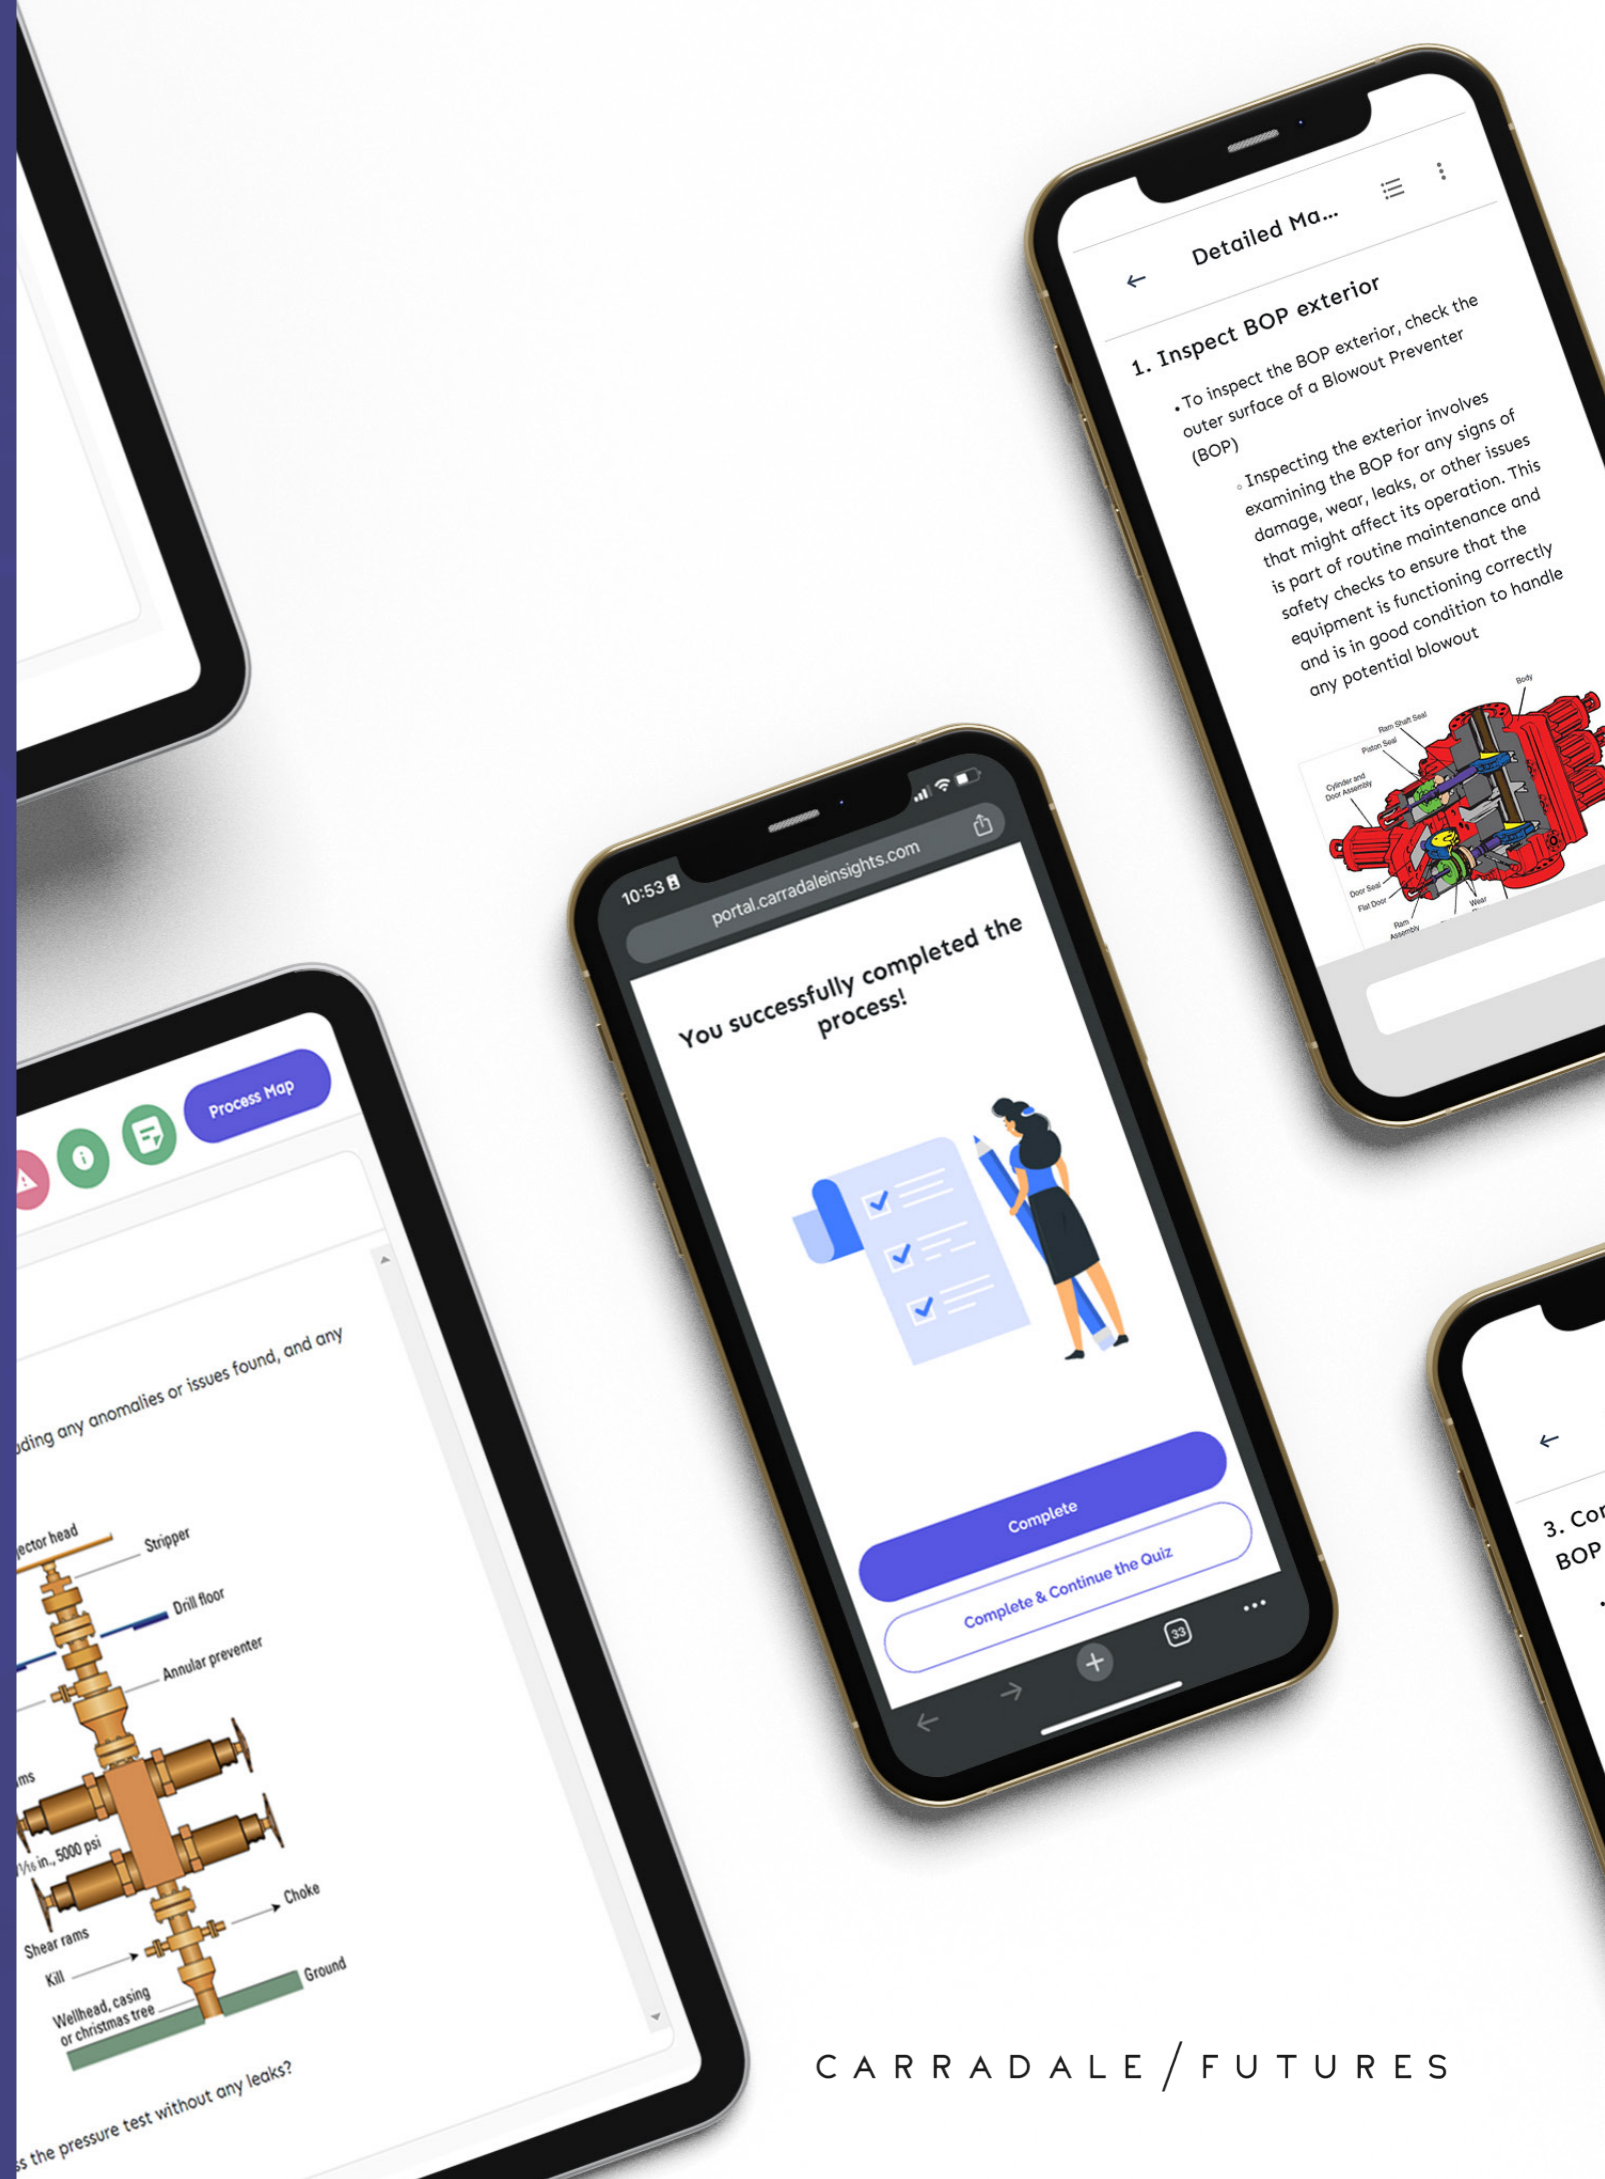 Detailed Ma...
1. Inspect BOP exterior
• To inspect the BOP exterior, check the
outer surface of a Blowout Preventer
(BOP)
◦ Inspecting the exterior involves
examining the BOP for any signs of
damage, wear, leaks, or other issues
that might affect its operation. This
is part of routine maintenance and
safety checks to ensure that the
equipment is functioning correctly
and is in good condition to handle
any potential blowout
Body
Ram Shaft Seal
Piston Seal
Cylinder and
Door Assembly
Door Seal
Flat Door
Ram
Assembly
Wear
10:53
portal.carradaleinsights.com
You successfully completed the
process!
Complete
Complete & Continue the Quiz
33
Process Map
any anomalies or issues found, and any
head
Stripper
Drill floor
Annular preventer
in., 5000 psi
Shear rams
Choke
Kill
Ground
Wellhead, casing
or christmas tree
the pressure test without any leaks?
3.
BOP
CARRADALE/FUTURES